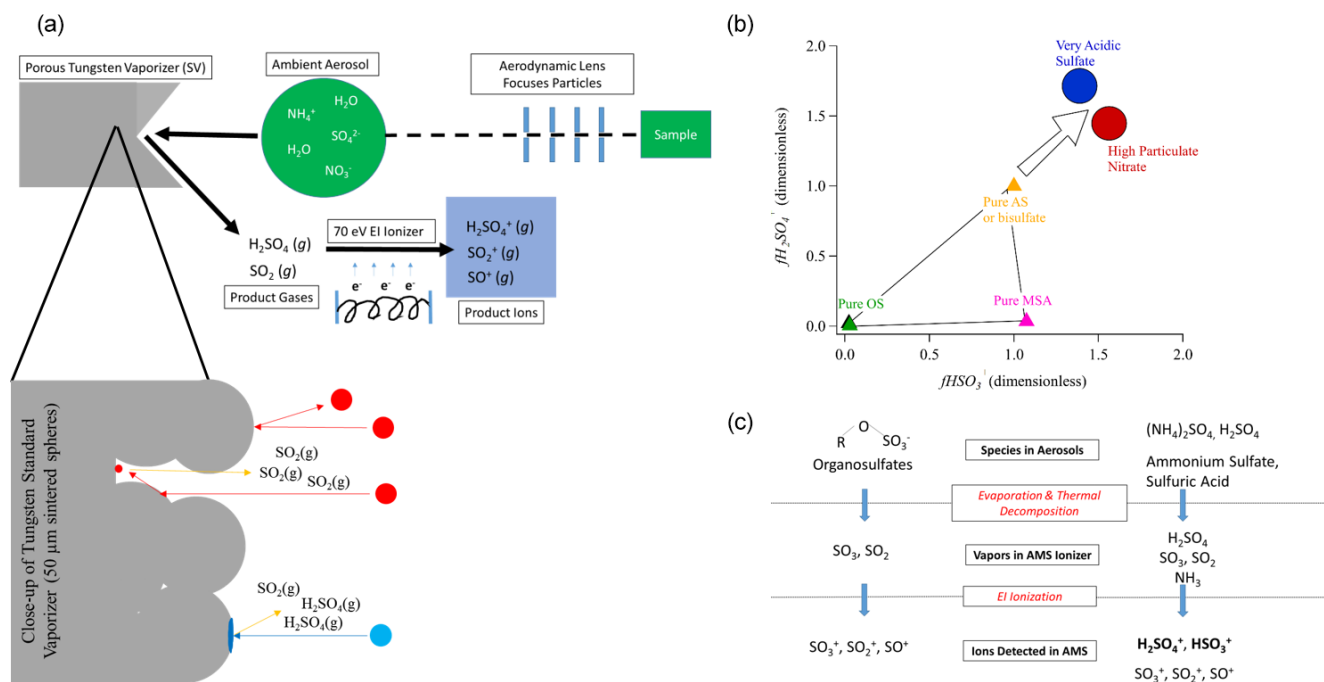 (a)
Porous Tungsten Vaporizer (SV)
Ambient Aerosol
Aerodynamic Lens
Focuses Particles
H₂O
NH₄⁺
SO₄²⁻
H₂O
NO₃⁻
Sample
H₂SO₄ (g)
SO₂ (g)
Product Gases
70 eV EI Ionizer
e⁻ e⁻ e⁻
H₂SO₄⁺ (g)
SO₂⁺ (g)
SO⁺ (g)
Product Ions
Close-up of Tungsten Standard
Vaporizer (50 µm sintered spheres)
SO₂(g)
SO₂(g)
SO₂(g)
SO₂(g)
H₂SO₄(g)
H₂SO₄(g)
(b)
2.0
1.5
1.0
0.5
0.0
fH₂SO₄' (dimensionless)
Very Acidic
Sulfate
High Particulate
Nitrate
Pure AS
or bisulfate
Pure OS
Pure MSA
0.0 0.5 1.0 1.5 2.0
fHSO₃' (dimensionless)
(c)
R O SO₃⁻
Organosulfates
Species in Aerosols
(NH₄)₂SO₄, H₂SO₄
Ammonium Sulfate,
Sulfuric Acid
Evaporation & Thermal
Decomposition
SO₃, SO₂
Vapors in AMS Ionizer
H₂SO₄
SO₃, SO₂
NH₃
EI Ionization
SO₃⁺, SO₂⁺, SO⁺
Ions Detected in AMS
H₂SO₄⁺, HSO₃⁺
SO₃⁺, SO₂⁺, SO⁺